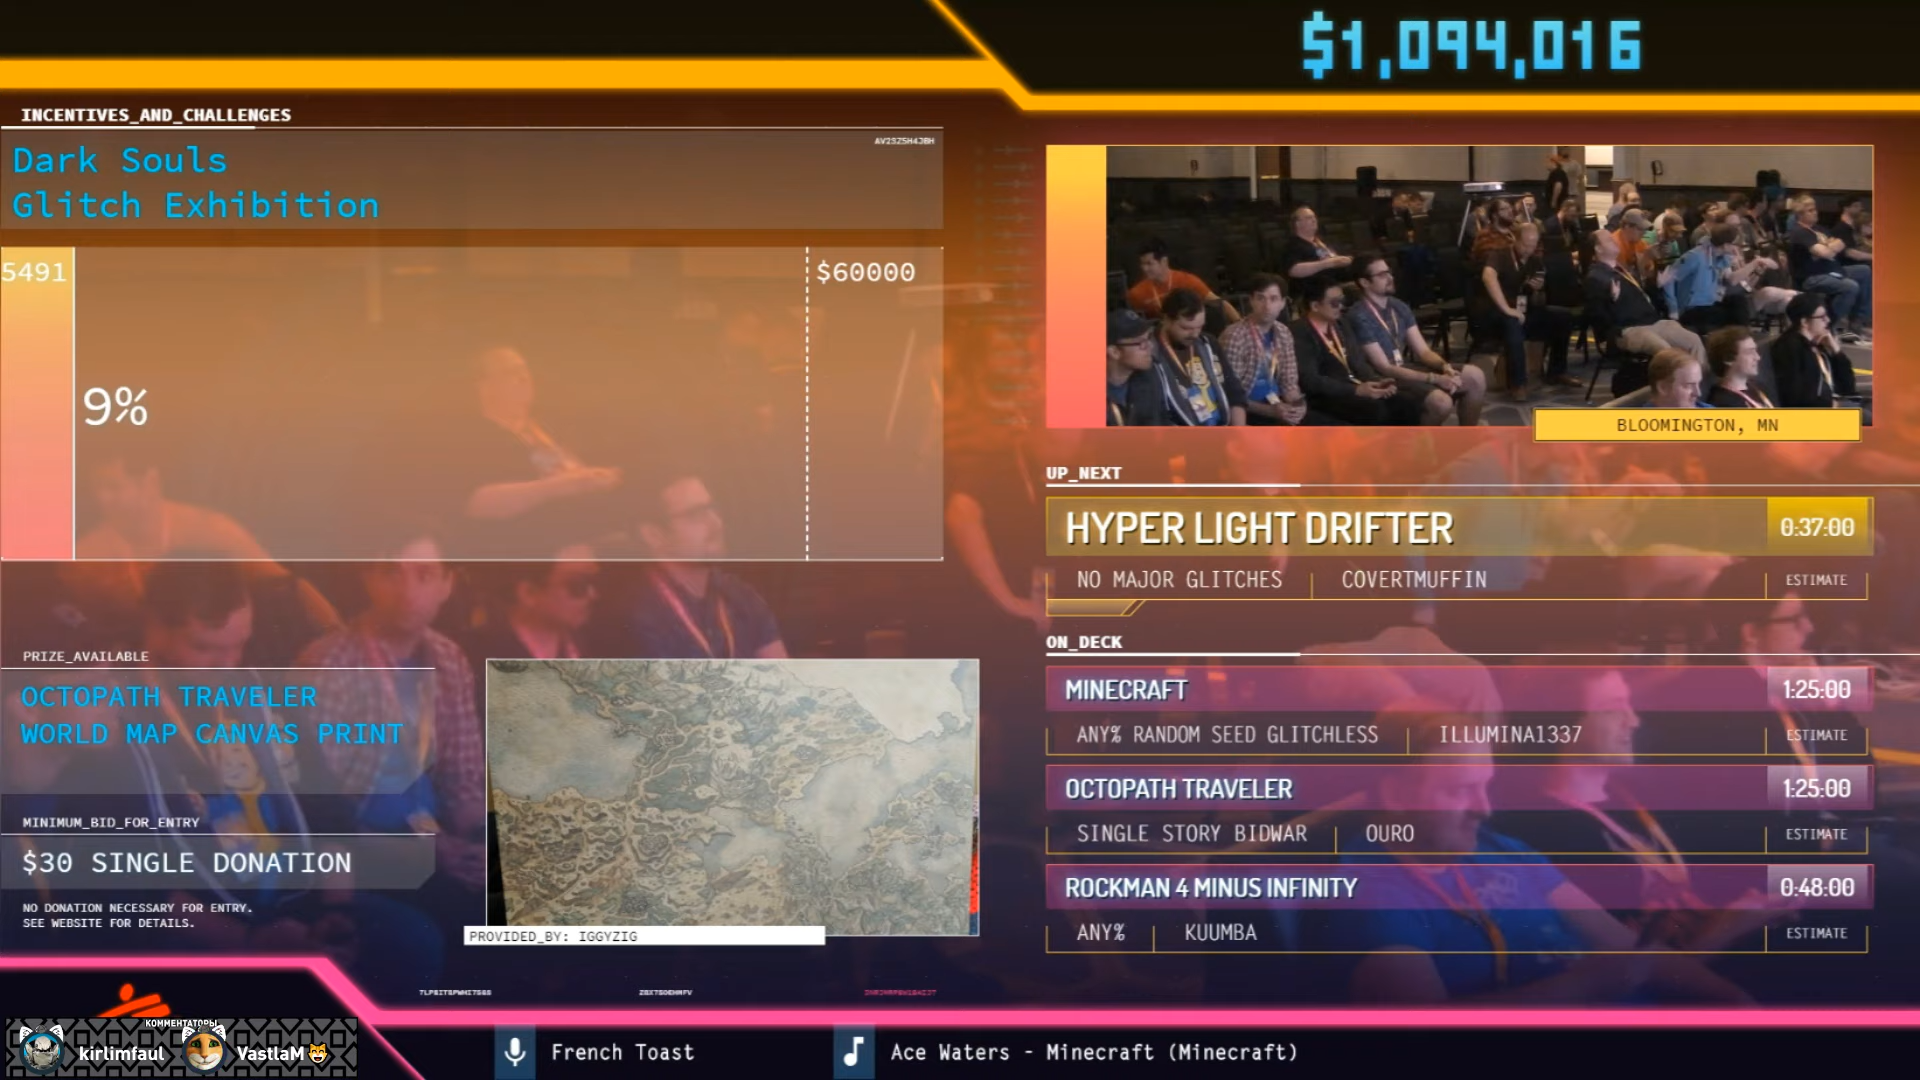 $1,094,016
INCENTIVES_AND_CHALLENGES
Dark Souls
Glitch Exhibition
5491
$60000
9%
BLOOMINGTON, MN
UP_NEXT
HYPER LIGHT DRIFTER
0:37:00
NO MAJOR GLITCHES
COVERTMUFFIN
ESTIMATE
ON_DECK
MINECRAFT
1:25:00
ANY% RANDOM SEED GLITCHLESS
ILLUMINA1337
ESTIMATE
OCTOPATH TRAVELER
1:25:00
SINGLE STORY BIDWAR
OURO
ESTIMATE
ROCKMAN 4 MINUS INFINITY
0:48:00
ANY%
KUUMBA
ESTIMATE
PRIZE_AVAILABLE
OCTOPATH TRAVELER
WORLD MAP CANVAS PRINT
MINIMUM_BID_FOR_ENTRY
$30 SINGLE DONATION
NO DONATION NECESSARY FOR ENTRY.
SEE WEBSITE FOR DETAILS.
PROVIDED_BY: IGGYZIG
КОММЕНТАТОРЫ
kirlimfaul
VastlaM
French Toast
Ace Waters - Minecraft (Minecraft)